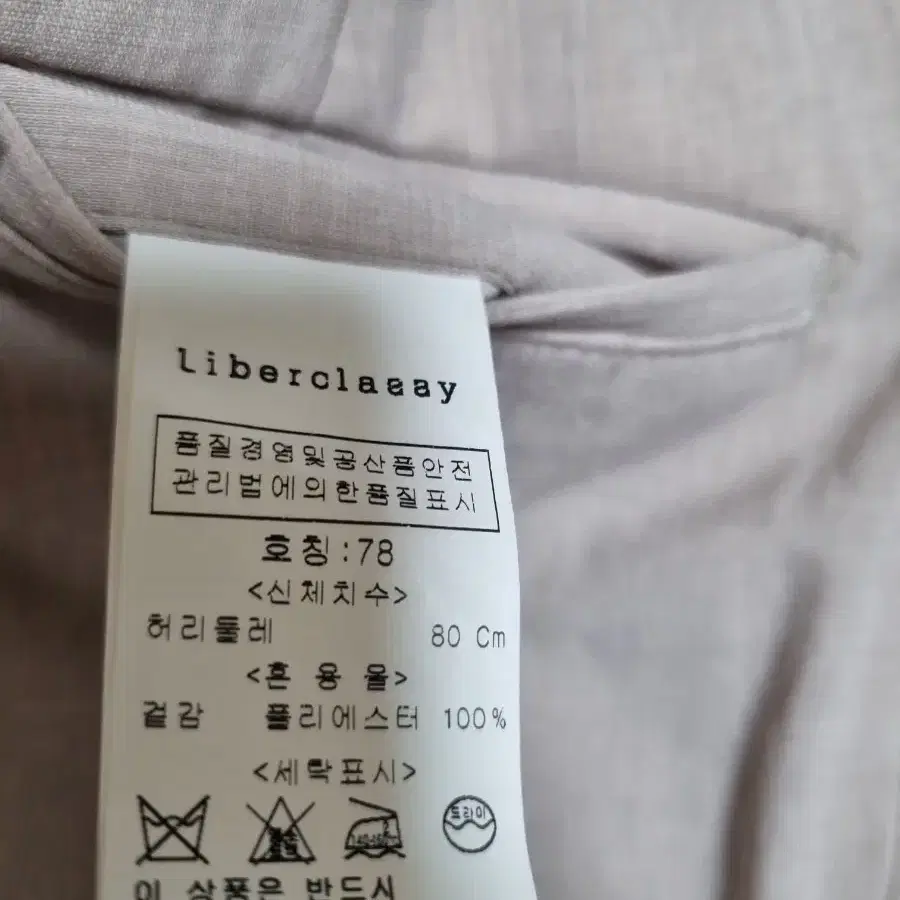 Liberclassy
품질경영및공산품안전
관리법에의한품질표시
호칭:78
<신체치수>
허리둘레 80 Cm
<혼 용 율>
겉감 폴리에스터 100%
<세탁표시>
드라이
이 상품은 반드시